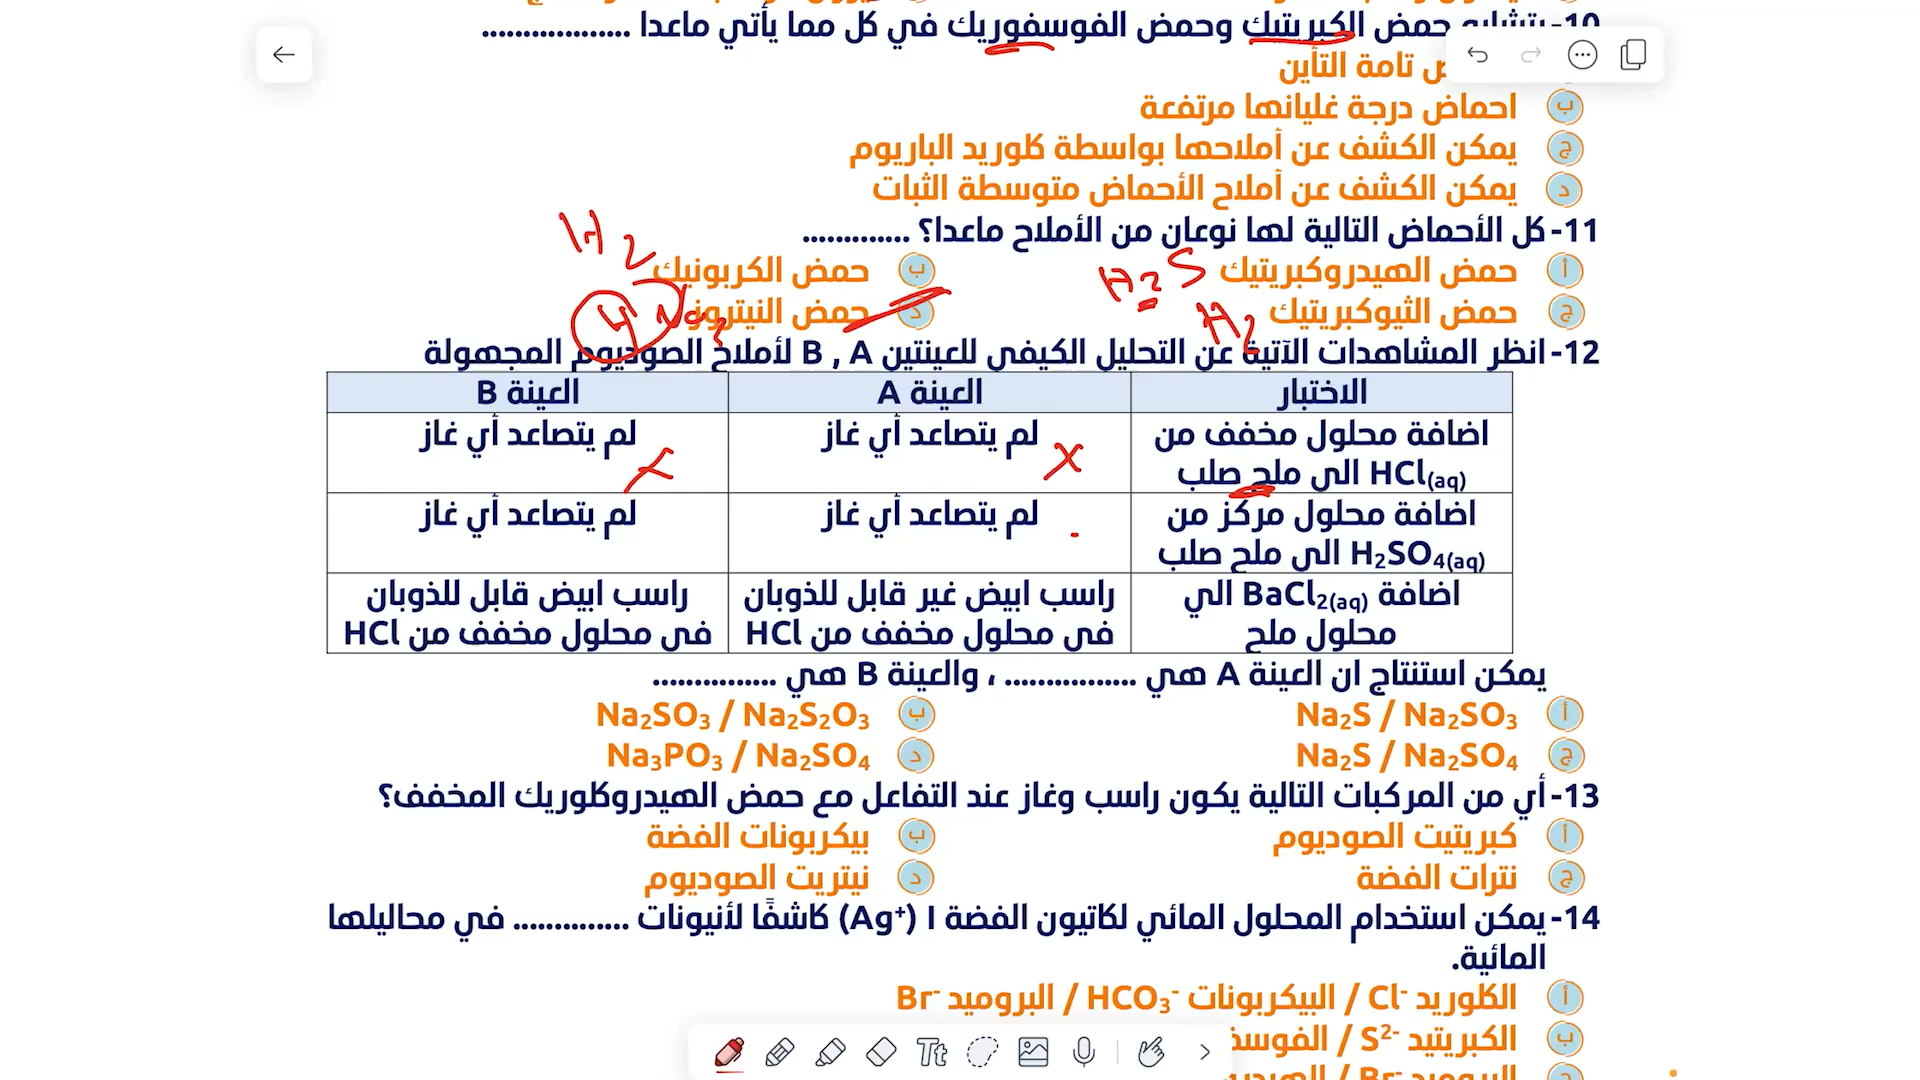 10- يتشابه حمض الكبريتيك وحمض الفوسفوريك في كل مما يأتي ماعدا ..................
تامة التأين
ب احماض درجة غليانها مرتفعة
ج يمكن الكشف عن أملاحها بواسطة كلوريد الباريوم
د يمكن الكشف عن أملاح الأحماض متوسطة الثبات
11- كل الأحماض التالية لها نوعان من الأملاح ماعدا؟ .............
أ حمض الهيدروكبريتيك H2S
ب حمض الكربونيك H2
ج حمض الثيوكبريتيك H2
د حمض النيتروز
12- انظر المشاهدات الآتية عن التحليل الكيفي للعينتين B , A لأملاح الصوديوم المجهولة
الاختبار العينة A العينة B
اضافة محلول مخفف من HCl(aq) الي ملح صلب
لم يتصاعد أي غاز X
لم يتصاعد أي غاز X
اضافة محلول مركز من H2SO4(aq) الي ملح صلب
لم يتصاعد أي غاز
لم يتصاعد أي غاز
اضافة BaCl2(aq) الي محلول ملح
راسب ابيض غير قابل للذوبان في محلول مخفف من HCl
راسب ابيض قابل للذوبان في محلول مخفف من HCl
يمكن استنتاج ان العينة A هي ................ ، والعينة B هي ...............
أ Na2S / Na2SO3
ب Na2SO3 / Na2S2O3
ج Na2S / Na2SO4
د Na3PO3 / Na2SO4
13- أي من المركبات التالية يكون راسب وغاز عند التفاعل مع حمض الهيدروكلوريك المخفف؟
أ كبريتيت الصوديوم
ب بيكربونات الفضة
ج نترات الفضة
د نيتريت الصوديوم
14- يمكن استخدام المحلول المائي لكاتيون الفضة I (Ag+) كاشفًا لأنيونات .............. في محاليلها
المائية.
أ الكلوريد Cl- / البيكربونات HCO3- / البروميد Br-
ب الكبريتيد S2- /
Tt